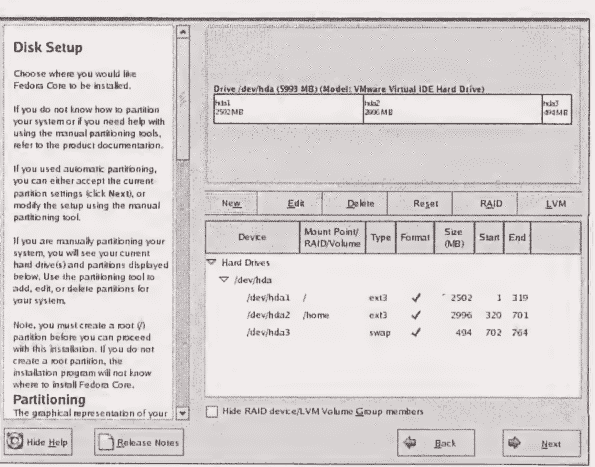 Disk Setup
Choose where you would like
Fedora Core to be installed.
If you do not know how to partition
your system or if you need help with
using the manual partitioning tools,
refer to the product documentation.
If you used automatic partitioning,
you can either accept the current
partition settings (click Next), or
modify the setup using the manual
partitioning tool.
If you are manually partitioning your
system, you will see your current
hard drive(s) and partitions displayed
below. Use the partitioning tool to
add, edit, or delete partitions for
your system.
Note, you must create a root (/)
partition before you can proceed
with this installation. If you do not
create a root partition, the
installation program will not know
where to install Fedora Core.
Partitioning
The graphical representation of your
Drive /dev/hda (5993 MB) (Model: VMware Virtual IDE Hard Drive)
hda1 hda2 hda3
2502 MB 2996 MB 494 MB
New Edit Delete Reset RAID LVM
Device Mount Point/ RAID/Volume Type Format Size (MB) Start End
Hard Drives
/dev/hda
/dev/hda1 / ext3 ✓ 2502 1 319
/dev/hda2 /home ext3 ✓ 2996 320 701
/dev/hda3 swap ✓ 494 702 764
Hide RAID device/LVM Volume Group members
Hide Help Release Notes Back Next